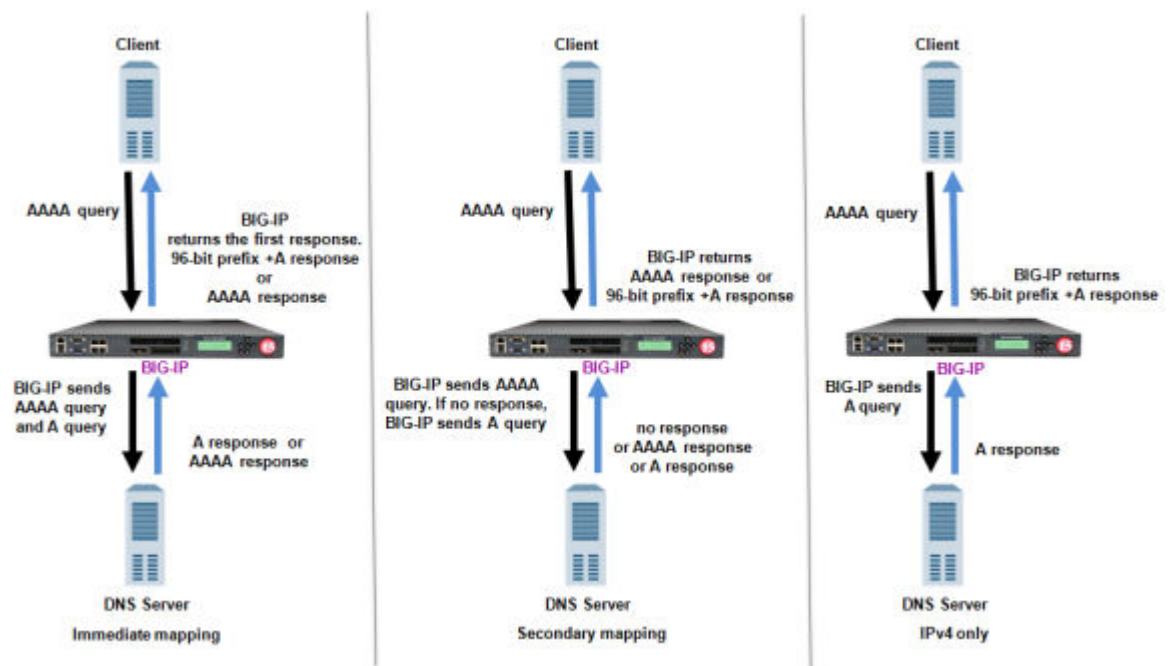 Client
AAAA query
BIG-IP
returns the first response.
96-bit prefix +A response
or
AAAA response
BIG-IP
BIG-IP sends
AAAA query
and A query
A response or
AAAA response
DNS Server
Immediate mapping
Client
AAAA query
BIG-IP returns
AAAA response or
96-bit prefix +A response
BIG-IP
BIG-IP sends AAAA
query. If no response,
BIG-IP sends A query
no response
or AAAA response
or A response
DNS Server
Secondary mapping
Client
AAAA query
BIG-IP returns
96-bit prefix +A response
BIG-IP
BIG-IP sends
A query
A response
DNS Server
IPv4 only